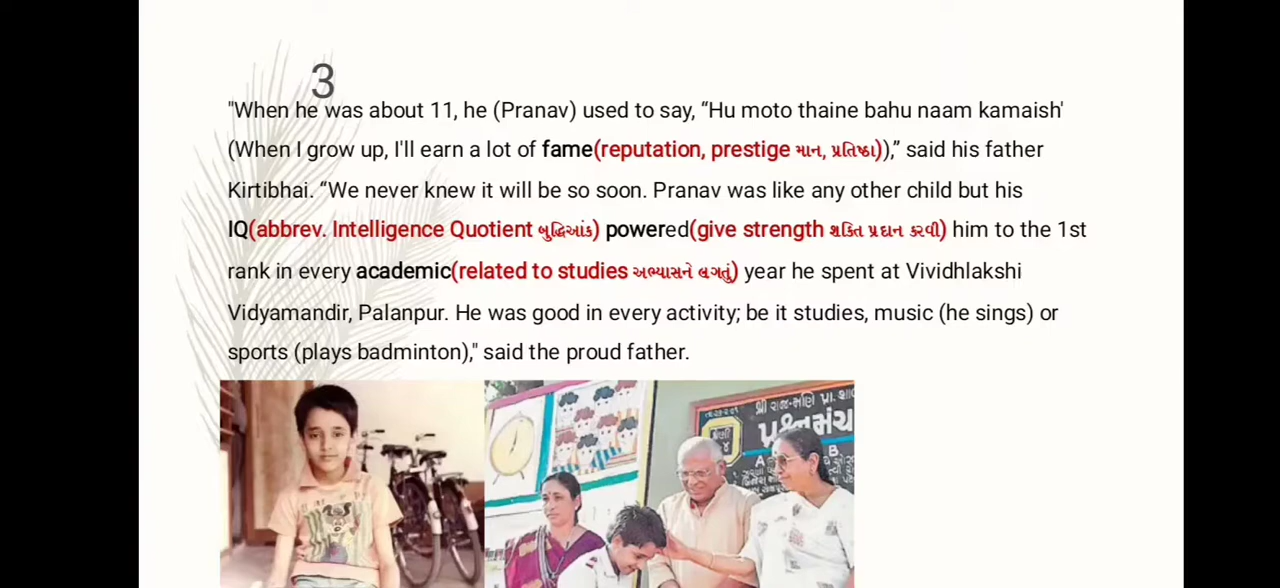 3
"When he was about 11, he (Pranav) used to say, “Hu moto thaine bahu naam kamaish'
(When I grow up, I'll earn a lot of fame(reputation, prestige માન, પ્રતિષ્ઠા)),” said his father
Kirtibhai. “We never knew it will be so soon. Pranav was like any other child but his
IQ(abbrev. Intelligence Quotient બુદ્ધિઆંક) powered(give strength શક્તિ પ્રદાન કરવી) him to the 1st
rank in every academic(related to studies અભ્યાસને લગતું) year he spent at Vividhlakshi
Vidyamandir, Palanpur. He was good in every activity; be it studies, music (he sings) or
sports (plays badminton)," said the proud father.
શ્રી રાજ-મણિ પ્રા. શા
પ્રશ્નમંચ
A B